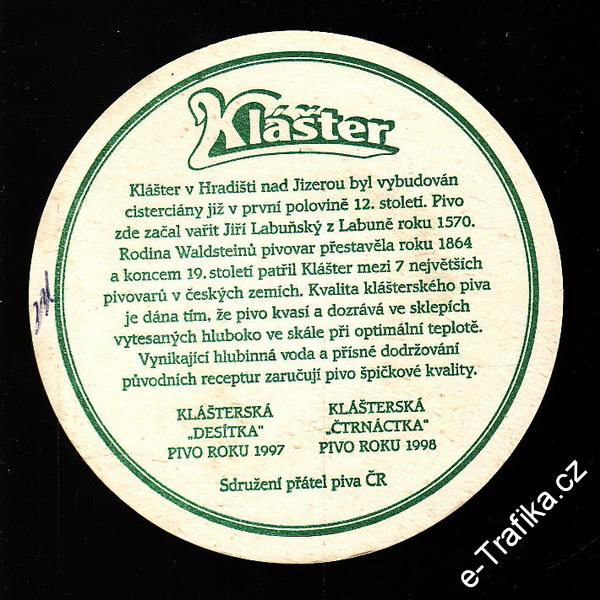 Klášter
Klášter v Hradišti nad Jizerou byl vybudován
cisterciány již v první polovině 12. století. Pivo
zde začal vařit Jiří Labuňský z Labuně roku 1570.
Rodina Waldsteinů pivovar přestavěla roku 1864
a koncem 19. století patřil Klášter mezi 7 největších
pivovarů v českých zemích. Kvalita klášterského piva
je dána tím, že pivo kvasí a dozrává ve sklepích
vytesaných hluboko ve skále při optimální teplotě.
Vynikající hlubinná voda a přísné dodržování
původních receptur zaručují pivo špičkové kvality.
KLÁŠTERSKÁ
„DESÍTKA"
PIVO ROKU 1997
KLÁŠTERSKÁ
„ČTRNÁCTKA"
PIVO ROKU 1998
Sdružení přátel piva ČR
e-Trafika.cz